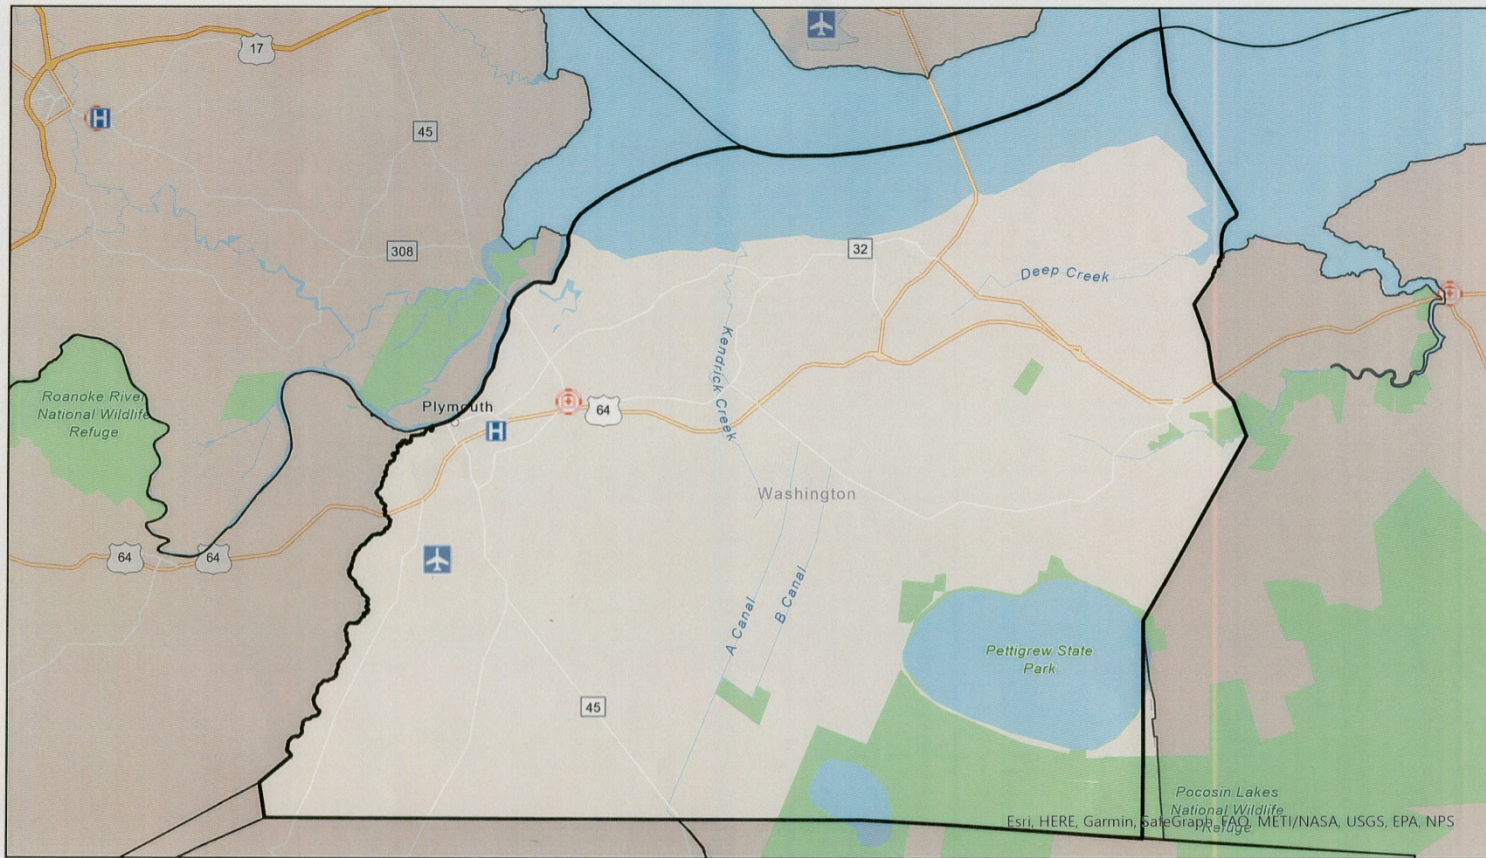 17
H
45
308
32
Deep Creek
Kendrick Creek
Roanoke River
National Wildlife
Refuge
Plymouth
64
H
Washington
64
64
A Canal
B Canal
Pettigrew State
Park
45
Pocosin Lakes
National Wildlife
Refuge
Esri, HERE, Garmin, SafeGraph, FAO, METI/NASA, USGS, EPA, NPS